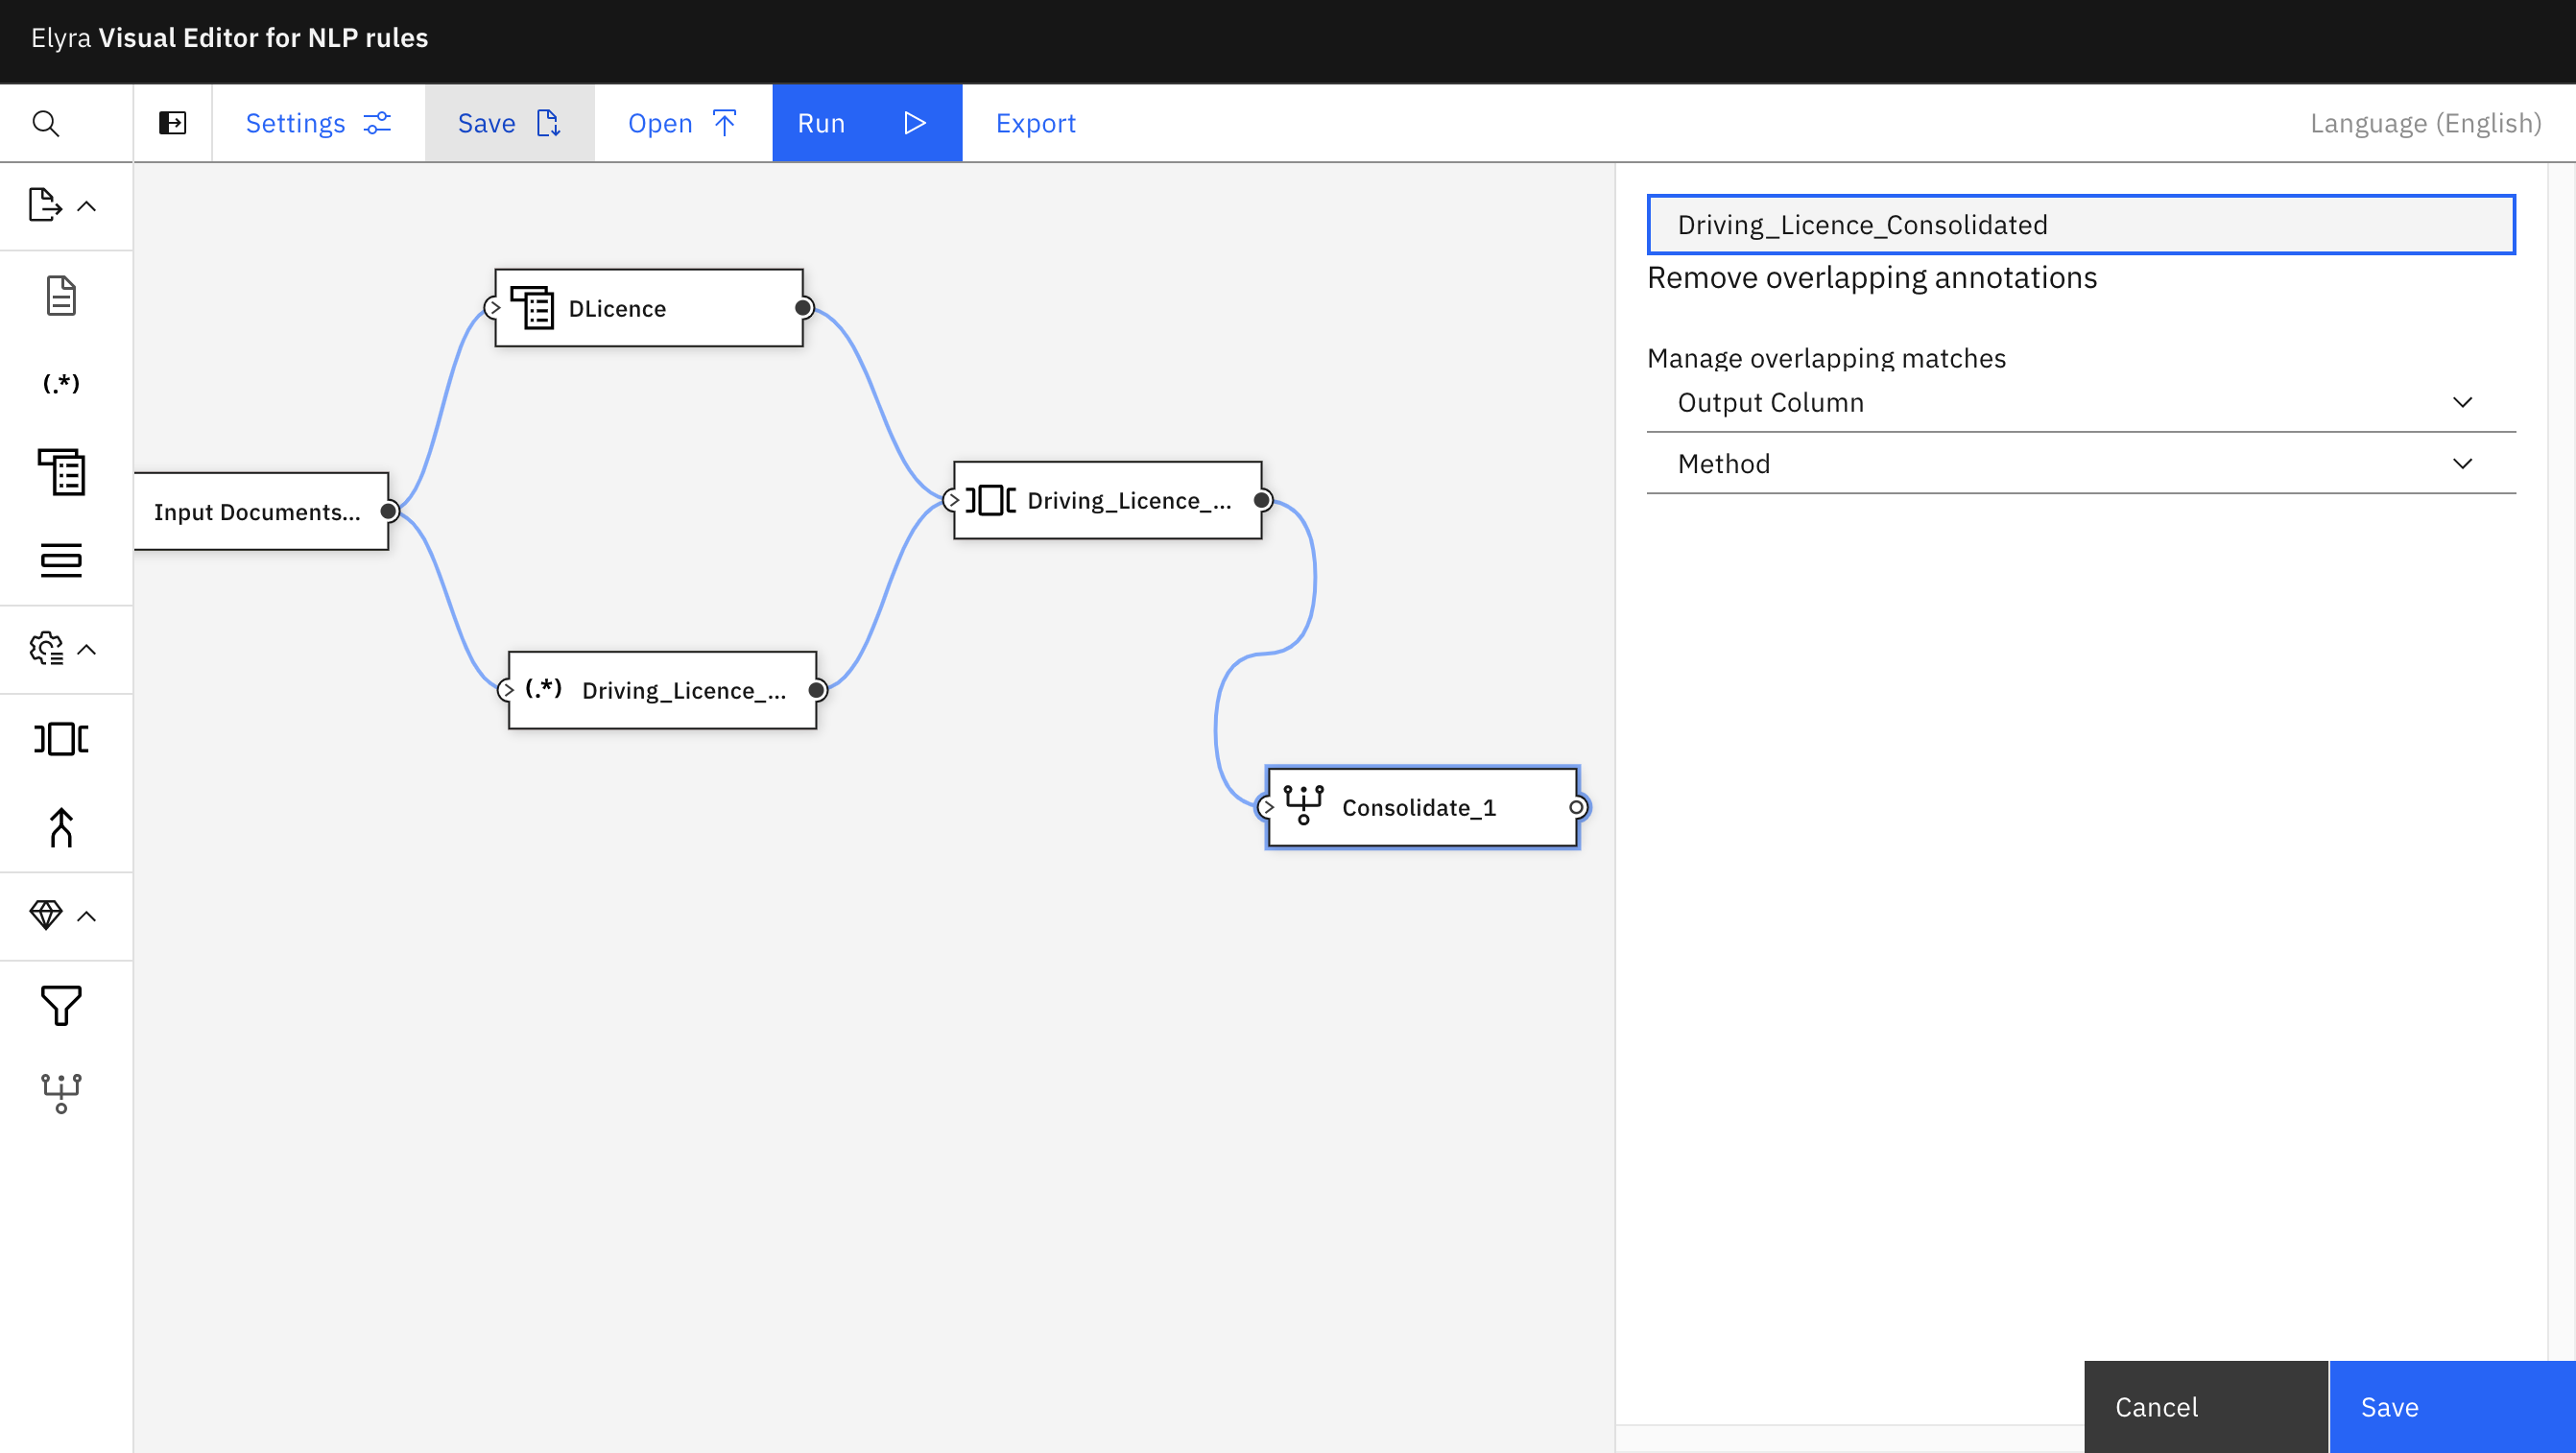 Elyra Visual Editor for NLP rules
Settings
Save
Open
Run
Export
Language (English)
(.*)
DLicence
Input Documents...
Driving_Licence_...
(.*) Driving_Licence_...
Consolidate_1
Driving_Licence_Consolidated
Remove overlapping annotations
Manage overlapping matches
Output Column
Method
Cancel
Save